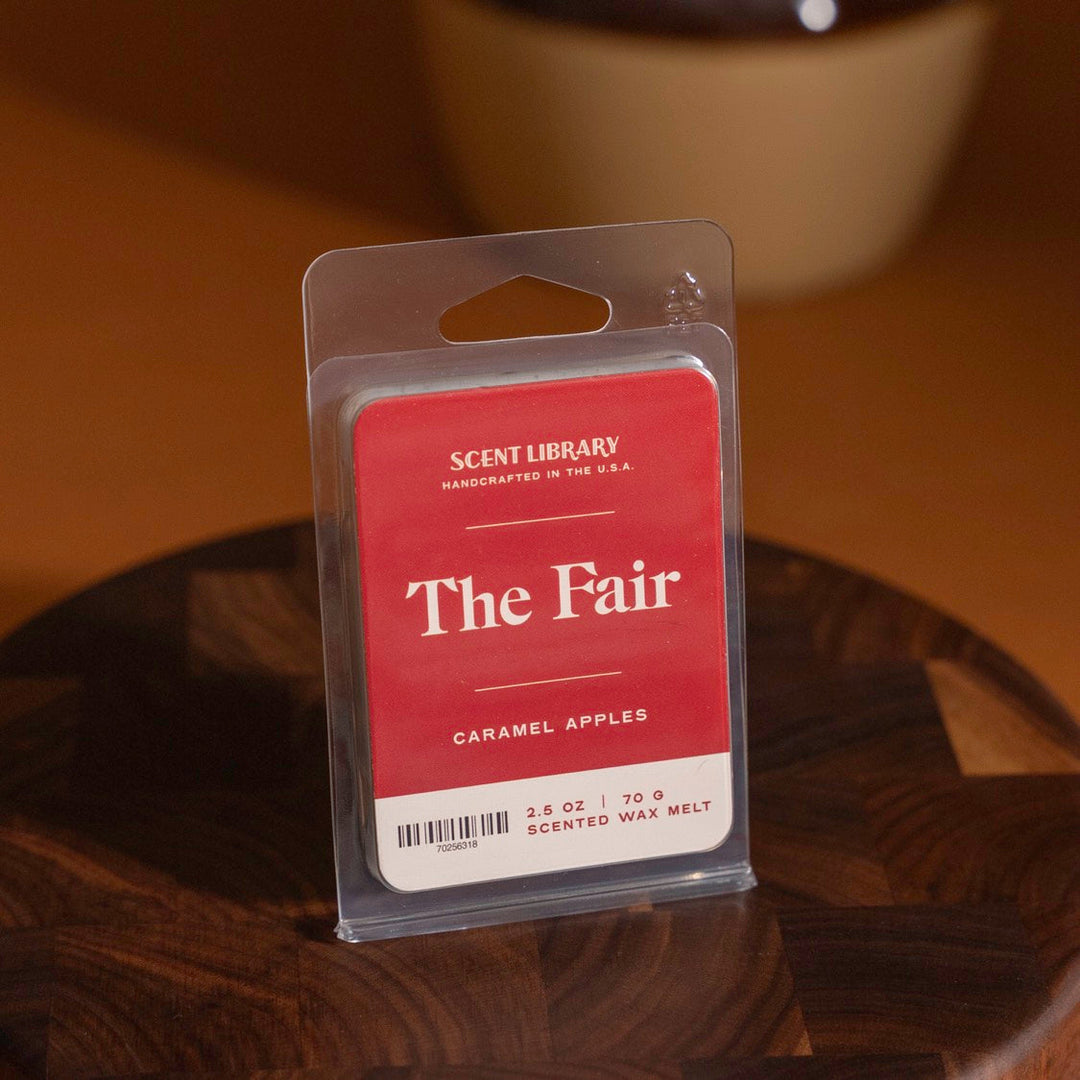 SCENT LIBRARY
HANDCRAFTED IN THE U.S.A.
The Fair
CARAMEL APPLES
2.5 OZ | 70 G
SCENTED WAX MELT
70256318